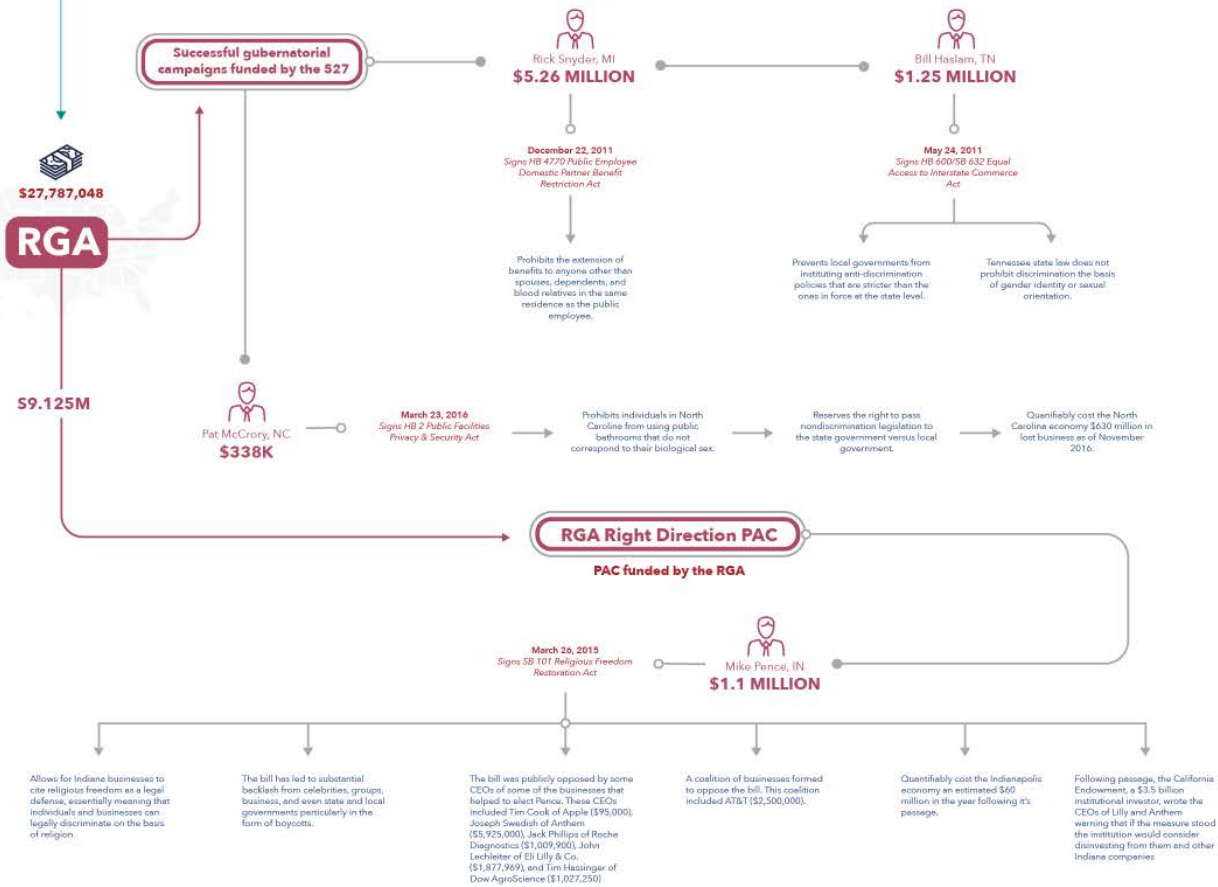 Successful gubernatorial
campaigns funded by the 527
Rick Snyder, MI
$5.26 MILLION
Bill Haslam, TN
$1.25 MILLION
December 22, 2011
Signs HB 4770 Public Employee
Domestic Partner Benefit
Restriction Act
May 24, 2011
Signs HB 600/SB 632 Equal
Access to Interstate Commerce
Act
$27,787,048
RGA
Prohibits the extension of
benefits to anyone other than
spouses, dependents, and
blood relatives in the same
residence as the public
employee.
Prevents local governments from
instituting anti-discrimination
policies that are stricter than the
ones in force at the state level.
Tennessee state law does not
prohibit discrimination the basis
of gender identity or sexual
orientation.
$9.125M
Pat McCrory, NC
$338K
March 23, 2016
Signs HB 2 Public Facilities
Privacy & Security Act
Prohibits individuals in North
Caroline from using public
bathrooms that do not
correspond to their biological sex.
Reserves the right to pass
nondiscrimination legislation to
the state government versus local
government.
Quanifiably cost the North
Carolina economy $630 million in
lost business as of November
2016.
RGA Right Direction PAC
PAC funded by the RGA
March 26, 2015
Signs SB 101 Religious Freedom
Restoration Act
Mike Pence, IN
$1.1 MILLION
Allows for Indiana businesses to
cite religious freedom as a legal
defense, essentially meaning that
individuals and businesses can
legally discriminate on the basis
of religion.
The bill has led to substantial
backlash from celebrities, groups,
business, and even state and local
governments particularly in the
form of boycotts.
The bill was publicly opposed by some
CEOs of some of the businesses that
helped to elect Pence. These CEOs
included Tim Cook of Apple ($95,000),
Joseph Swedish of Anthem
($5,925,000), Jack Phillips of Roche
Diagnostics ($1,009,900), John
Lechleiter of Eli Lilly & Co.
($1,877,969), and Tim Hassinger of
Dow AgroScience ($1,027,250)
A coalition of businesses formed
to oppose the bill. This coalition
included AT&T ($2,500,000).
Quantifiably cost the Indianapolis
economy an estimated $60
million in the year following it's
passage.
Following passage, the California
Endowment, a $3.5 billion
institutional investor, wrote the
CEOs of Lilly and Anthem
warning that if the measure stood
the institution would consider
disinvesting from them and other
Indiana companies